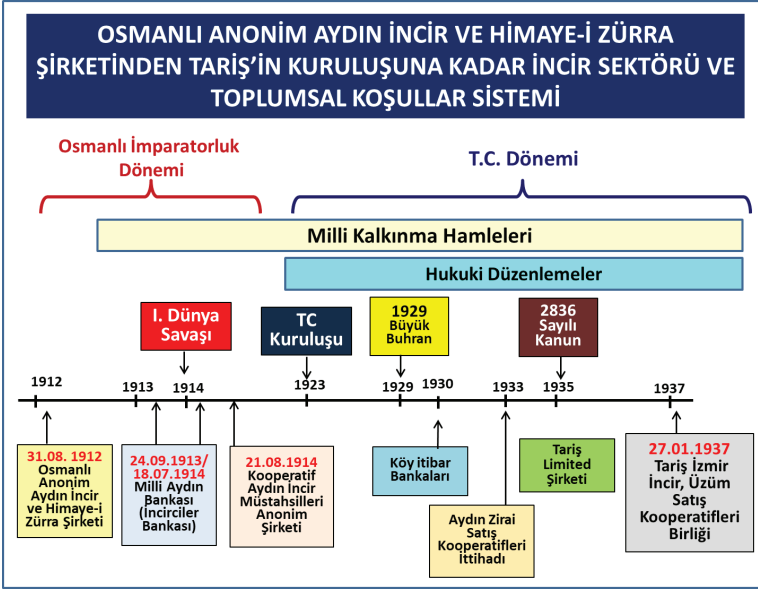 OSMANLI ANONİM AYDIN İNCİR VE HİMAYE-İ ZÜRRA
ŞİRKETİNDEN TARİŞ’İN KURULUŞUNA KADAR İNCİR SEKTÖRÜ VE
TOPLUMSAL KOŞULLAR SİSTEMİ
Osmanlı İmparatorluk
Dönemi
T.C. Dönemi
Milli Kalkınma Hamleleri
Hukuki Düzenlemeler
I. Dünya
Savaşı
TC
Kuruluşu
1929
Büyük
Buhran
2836
Sayılı
Kanun
1912
1913
1914
1923
1929
1930
1933
1935
1937
31.08. 1912
Osmanlı
Anonim
Aydın İncir
ve Himaye-i
Zürra Şirketi
24.09.1913/
18.07.1914
Milli Aydın
Bankası
(İncirciler
Bankası)
21.08.1914
Kooperatif
Aydın İncir
Müstahsilleri
Anonim
Şirketi
Köy itibar
Bankaları
Aydın Zirai
Satış
Kooperatifleri
İttihadı
Tariş
Limited
Şirketi
27.01.1937
Tariş İzmir
İncir, Üzüm
Satış
Kooperatifleri
Birliği